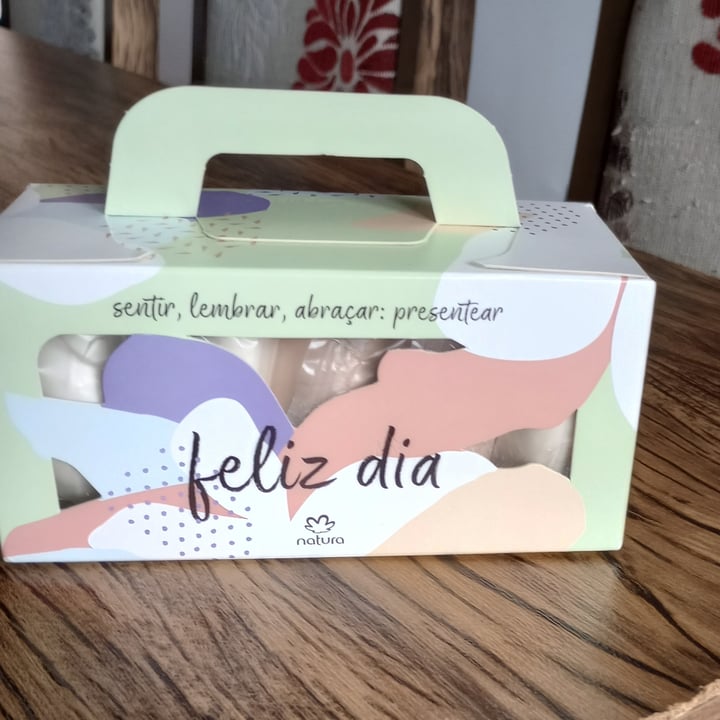 sentir, lembrar, abraçar: presentear
feliz dia
natura